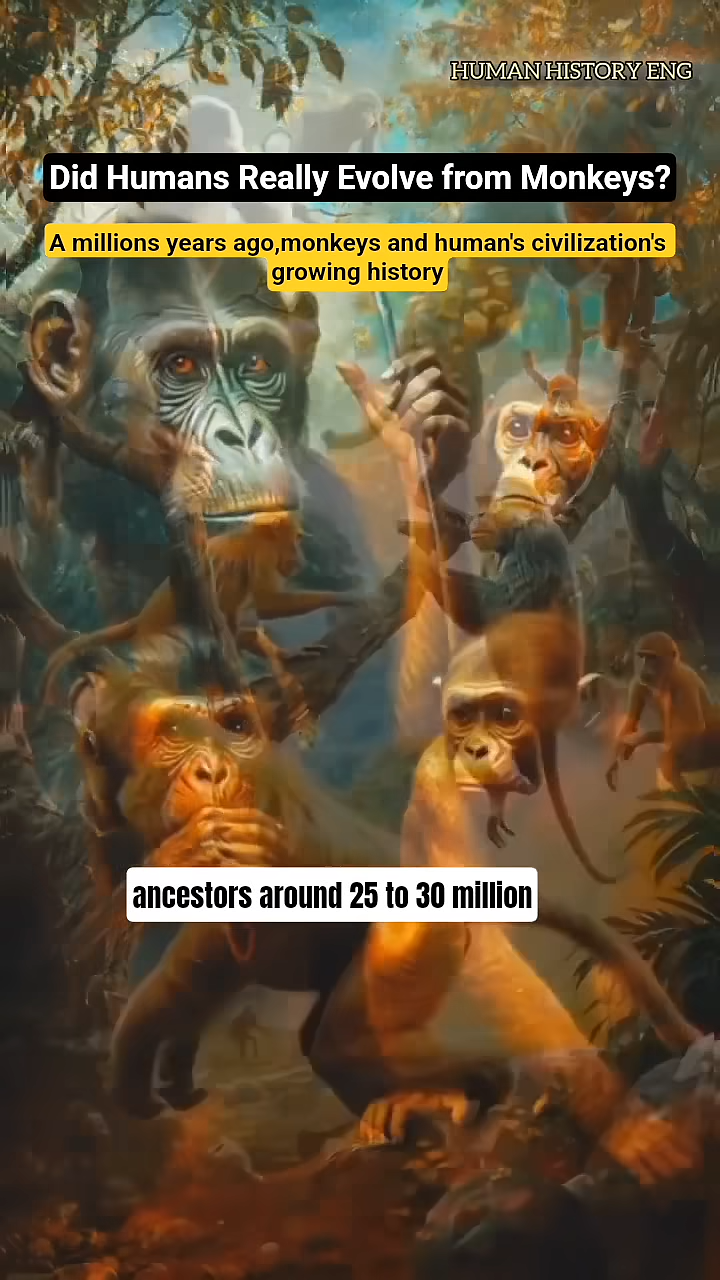 HUMAN HISTORY ENG
Did Humans Really Evolve from Monkeys?
A millions years ago,monkeys and human's civilization's
growing history
ancestors around 25 to 30 million